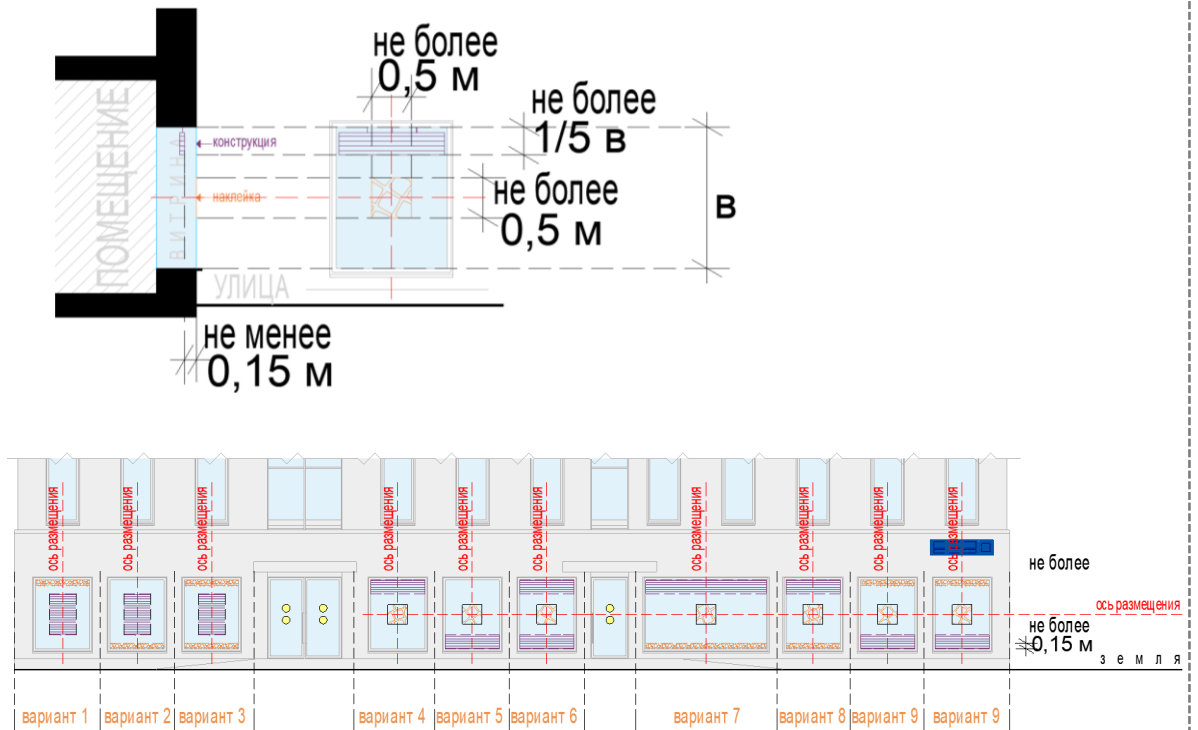 не более
0,5 м
не более
1/5 в
ПОМЕЩЕНИЕ
ВИТРИНА
конструкция
наклейка
не более
0,5 м
в
УЛИЦА
не менее
0,15 м
ось размещения
ось размещения
ось размещения
ось размещения
ось размещения
ось размещения
ось размещения
ось размещения
ось размещения
ось размещения
не более
ось размещения
не более
0,15 м
земля
вариант 1
вариант 2
вариант 3
вариант 4
вариант 5
вариант 6
вариант 7
вариант 8
вариант 9
вариант 9